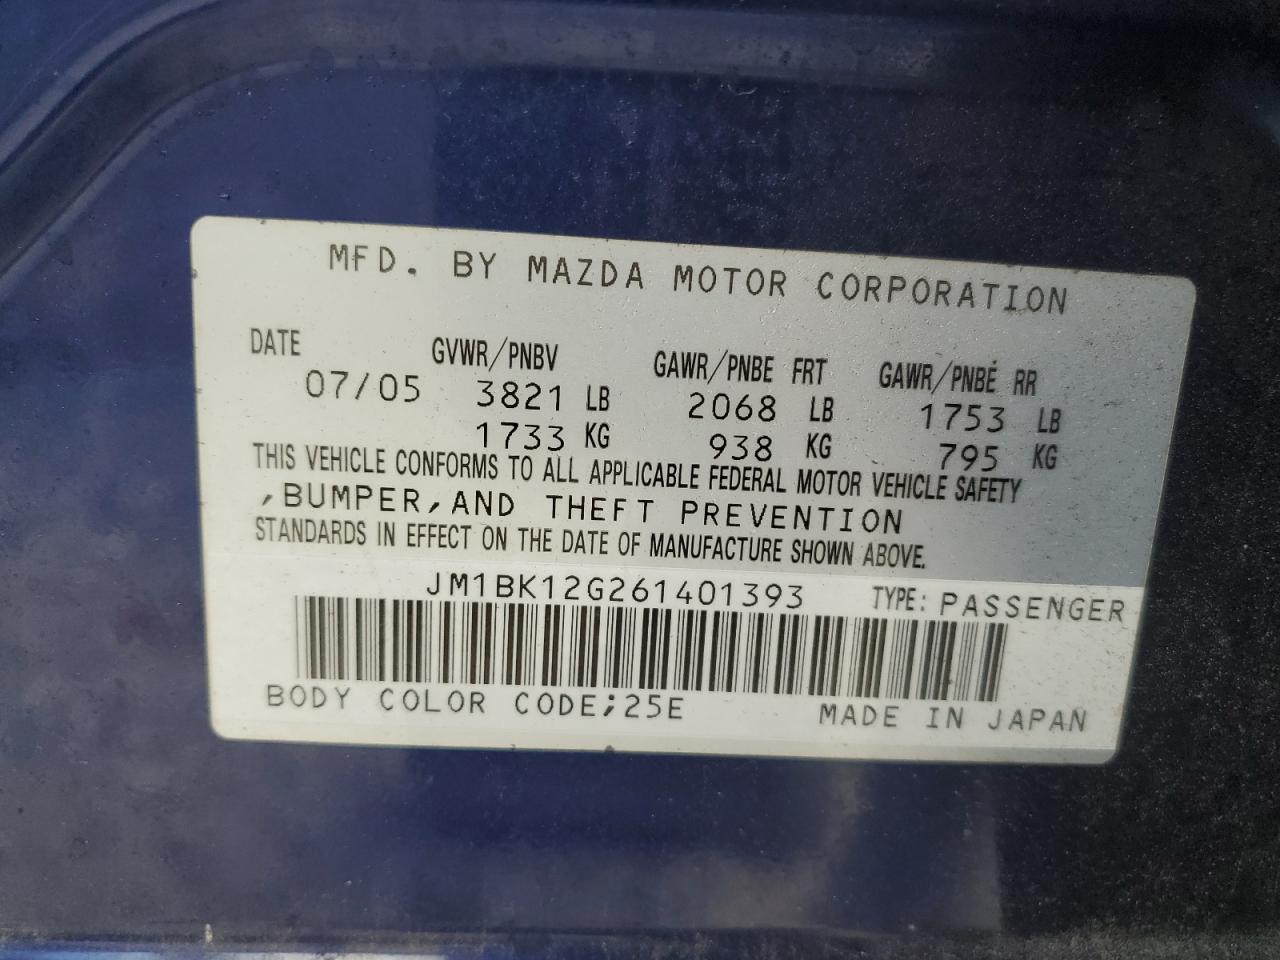 MFD. BY MAZDA MOTOR CORPORATION
DATE GVWR/PNBV GAWR/PNBE FRT GAWR/PNBE RR
07/05 3821 LB 2068 LB 1753 LB
1733 KG 938 KG 795 KG
THIS VEHICLE CONFORMS TO ALL APPLICABLE FEDERAL MOTOR VEHICLE SAFETY
,BUMPER,AND THEFT PREVENTION
STANDARDS IN EFFECT ON THE DATE OF MANUFACTURE SHOWN ABOVE.
JM1BK12G261401393 TYPE: PASSENGER
BODY COLOR CODE;25E MADE IN JAPAN